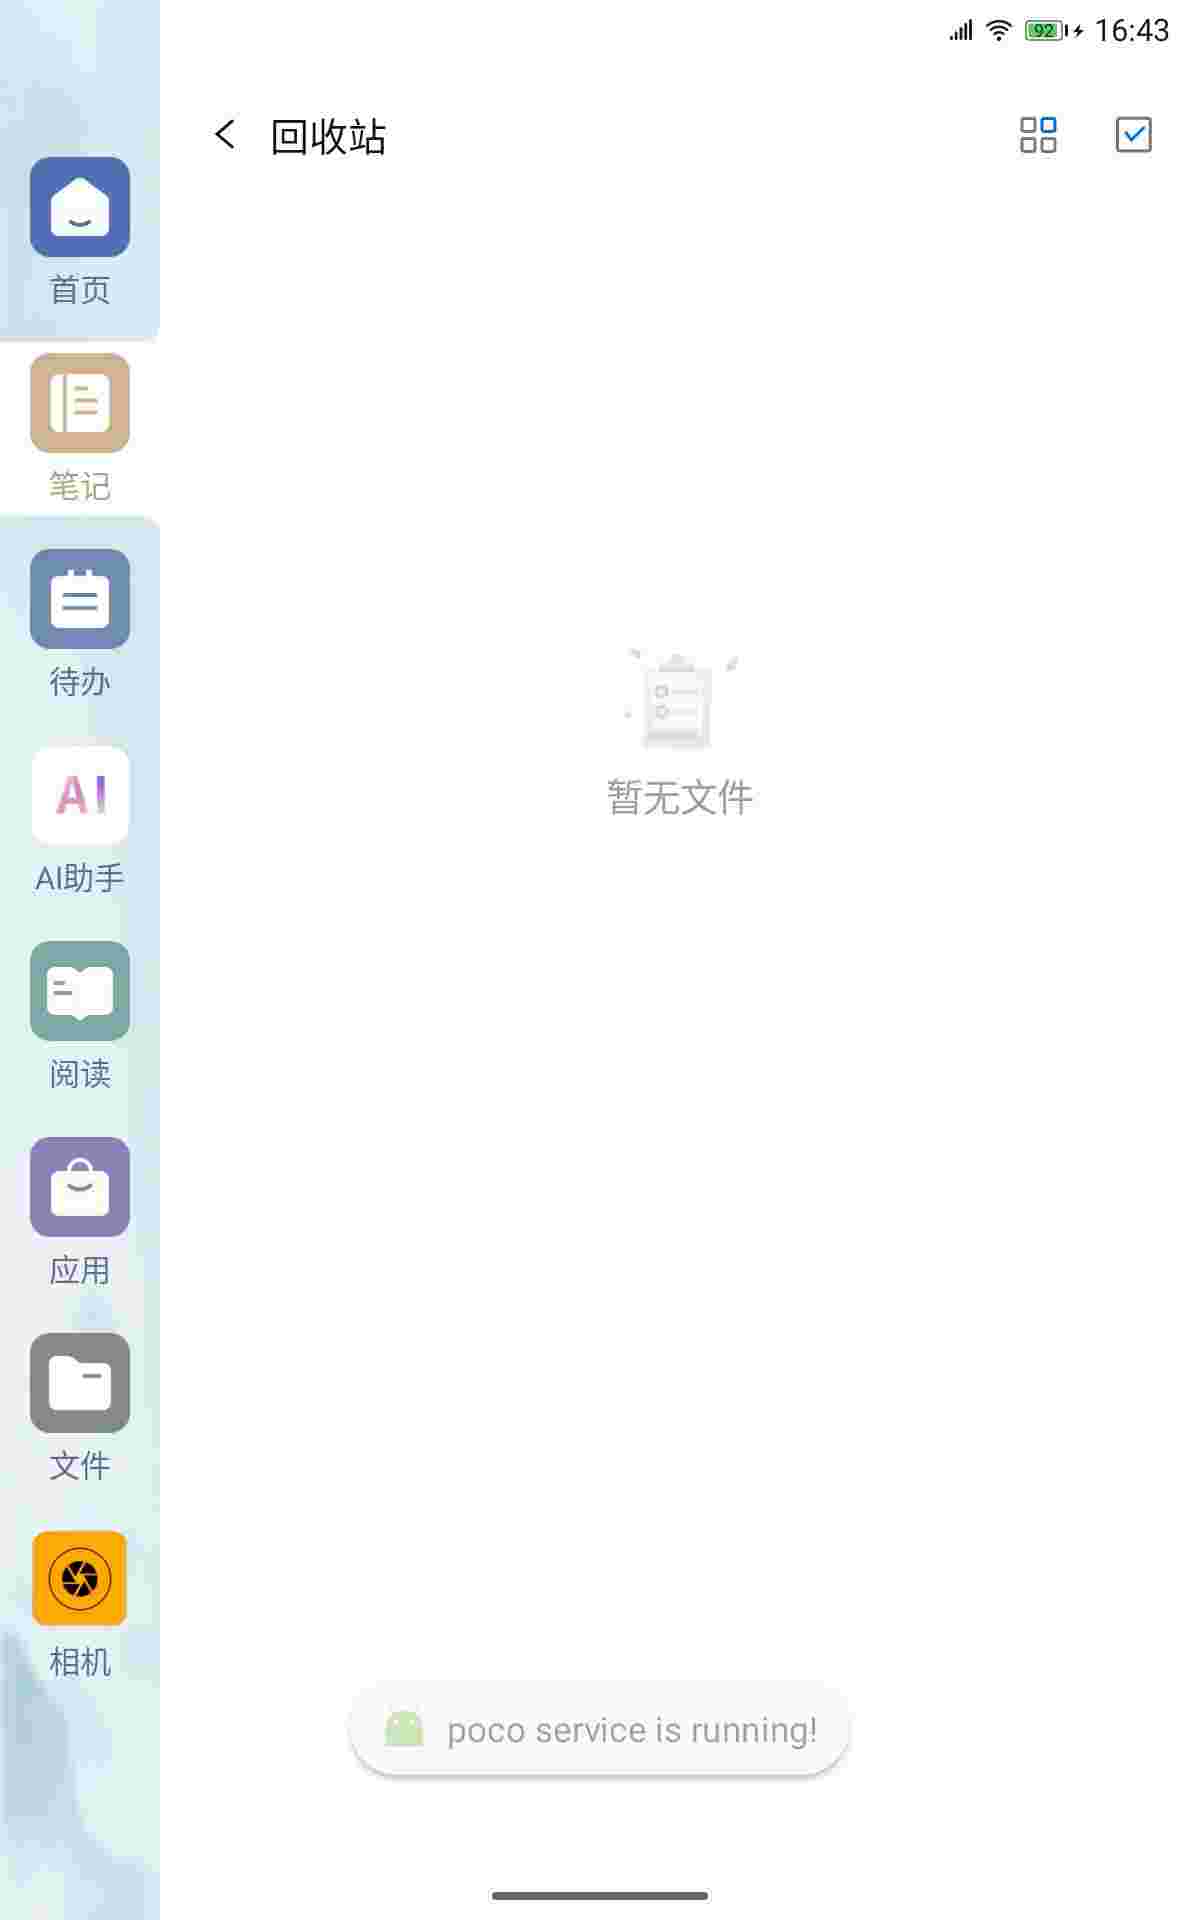 92 16:43
回收站
首页
笔记
待办
AI
AI助手
阅读
应用
文件
相机
暂无文件
poco service is running!